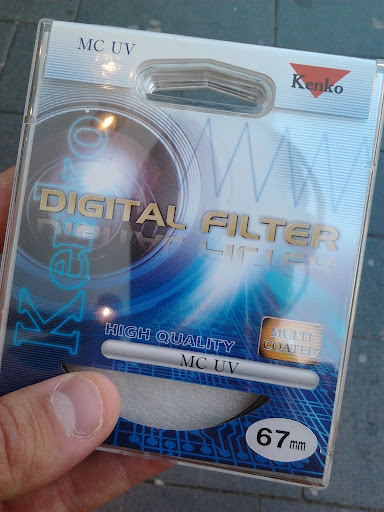 MC UV
Kenko
Kenko
DIGITAL FILTER
HIGH QUALITY
MULTI
COATED
MC UV
67mm